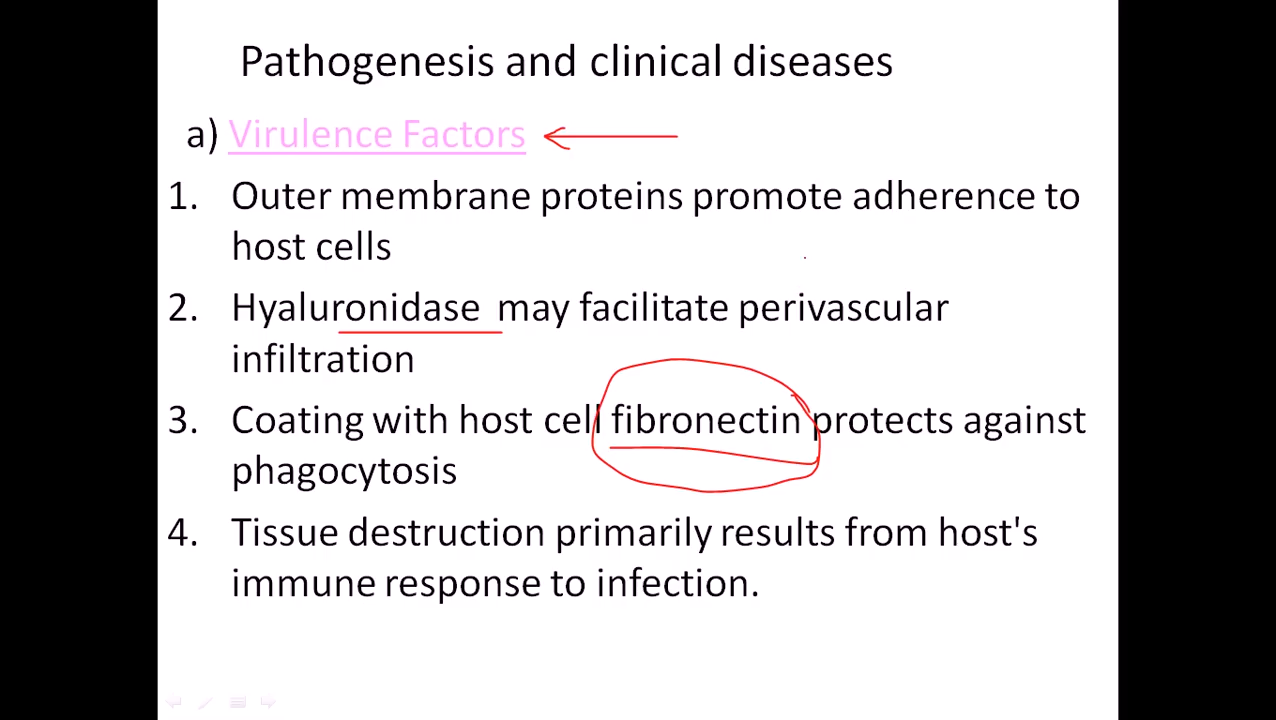 Pathogenesis and clinical diseases
a) Virulence Factors
1. Outer membrane proteins promote adherence to
host cells
2. Hyaluronidase may facilitate perivascular
infiltration
3. Coating with host cell fibronectin protects against
phagocytosis
4. Tissue destruction primarily results from host's
immune response to infection.